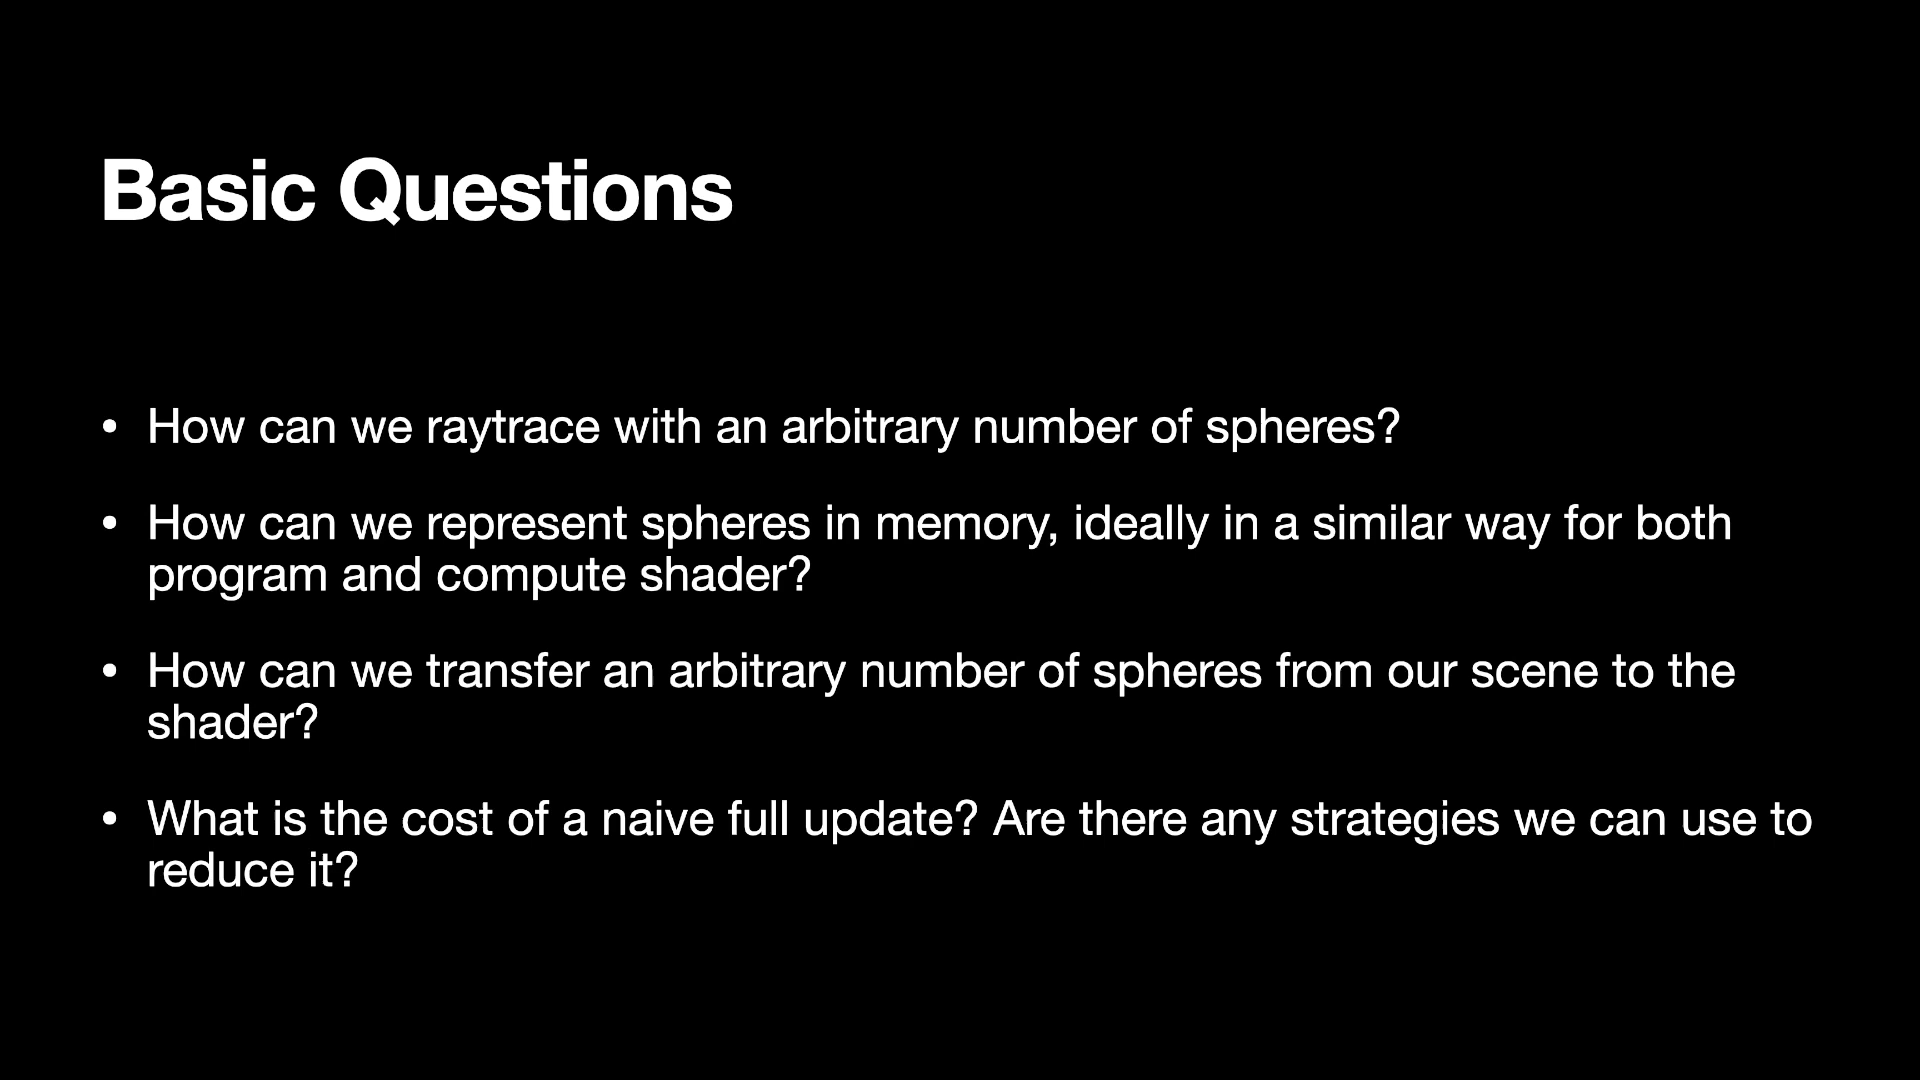 Basic Questions
• How can we raytrace with an arbitrary number of spheres?
• How can we represent spheres in memory, ideally in a similar way for both
program and compute shader?
• How can we transfer an arbitrary number of spheres from our scene to the
shader?
• What is the cost of a naive full update? Are there any strategies we can use to
reduce it?